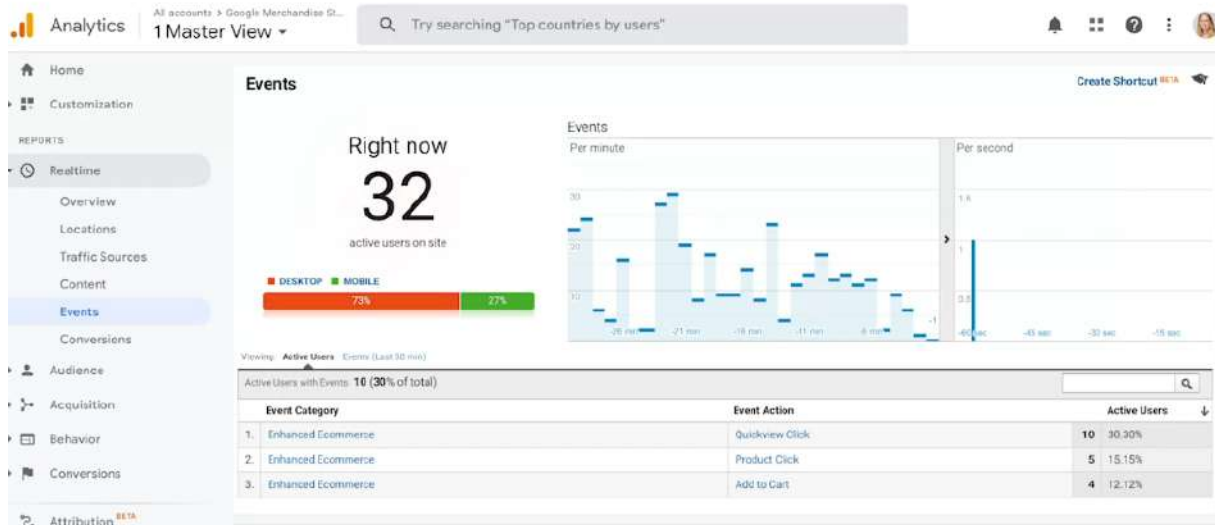 Analytics
All accounts > Google Merchandise St...
1 Master View
Try searching "Top countries by users"
Home
Customization
REPORTS
Realtime
Overview
Locations
Traffic Sources
Content
Events
Conversions
Audience
Acquisition
Behavior
Conversions
Attribution BETA
Events
Create Shortcut BETA
Right now
32
active users on site
DESKTOP MOBILE
73% 27%
Events
Per minute
Per second
30
20
10
-26 min -21 min -16 min -11 min
-1
1
-60 sec -45 sec -30 sec -15 sec
Viewing: Active Users Events (Last 30 min)
Active Users with Events: 10 (30% of total)
Event Category Event Action Active Users
1. Enhanced Ecommerce Quickview Click 10 30.30%
2. Enhanced Ecommerce Product Click 5 15.15%
3. Enhanced Ecommerce Add to Cart 4 12.12%